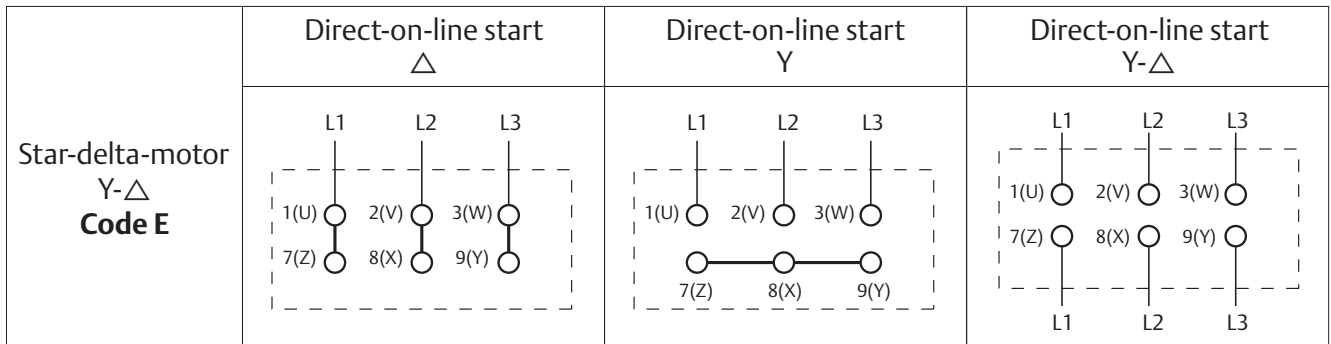 Star-delta-motor
Y-△
Code E
Direct-on-line start
△
L1 L2 L3
1(U) 2(V) 3(W)
7(Z) 8(X) 9(Y)
Direct-on-line start
Y
L1 L2 L3
1(U) 2(V) 3(W)
7(Z) 8(X) 9(Y)
Direct-on-line start
Y-△
L1 L2 L3
1(U) 2(V) 3(W)
7(Z) 8(X) 9(Y)
L1 L2 L3